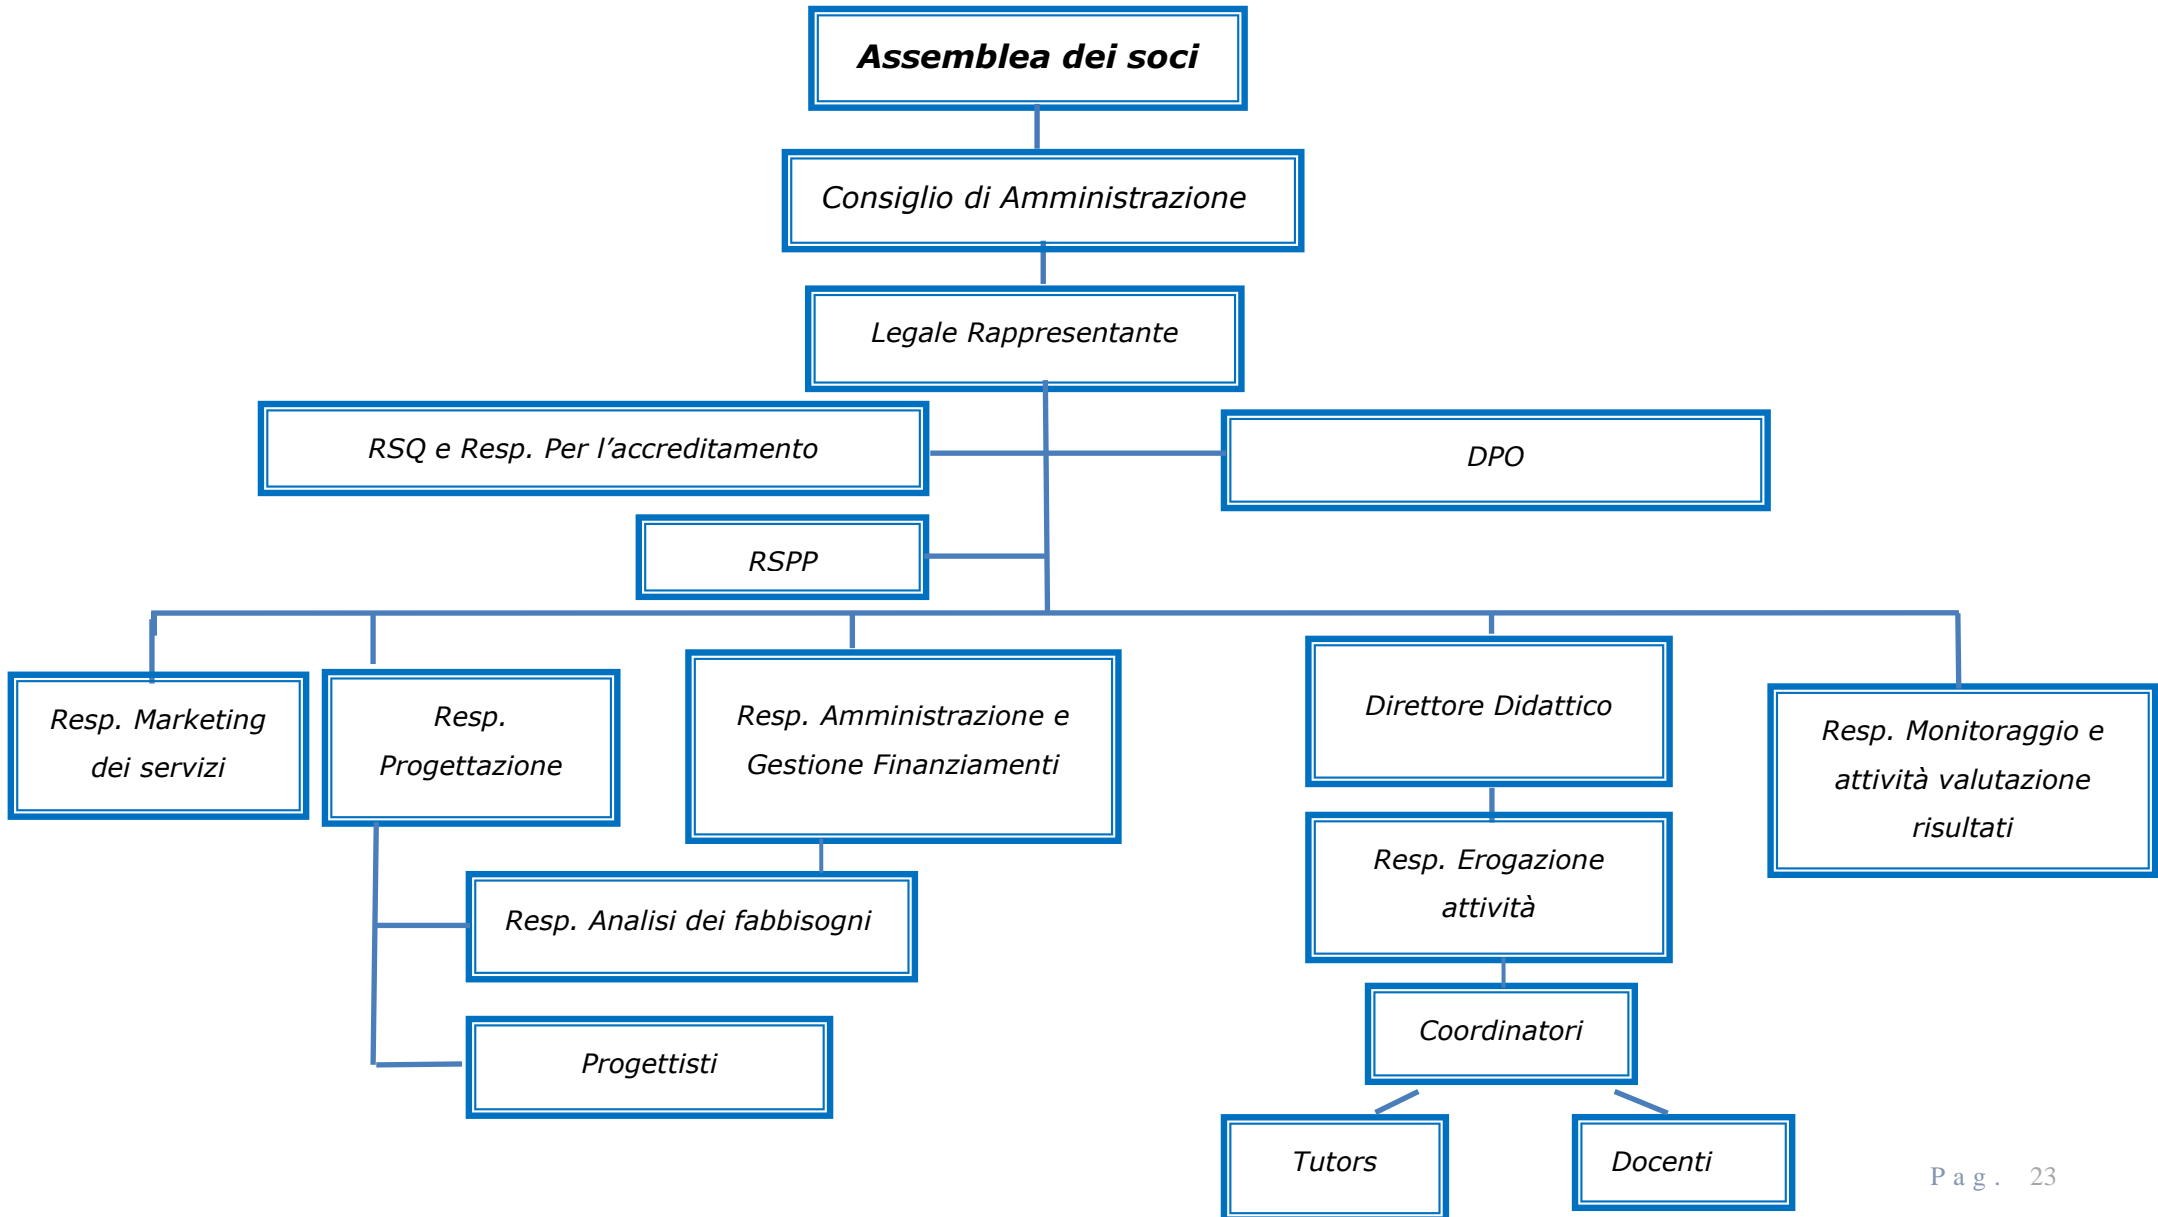 Assemblea dei soci
Consiglio di Amministrazione
Legale Rappresentante
RSQ e Resp. Per l’accreditamento
DPO
RSPP
Resp. Marketing
dei servizi
Resp.
Progettazione
Resp. Amministrazione e
Gestione Finanziamenti
Direttore Didattico
Resp. Monitoraggio e
attività valutazione
risultati
Resp. Erogazione
attività
Resp. Analisi dei fabbisogni
Coordinatori
Progettisti
Tutors
Docenti
Pag. 23